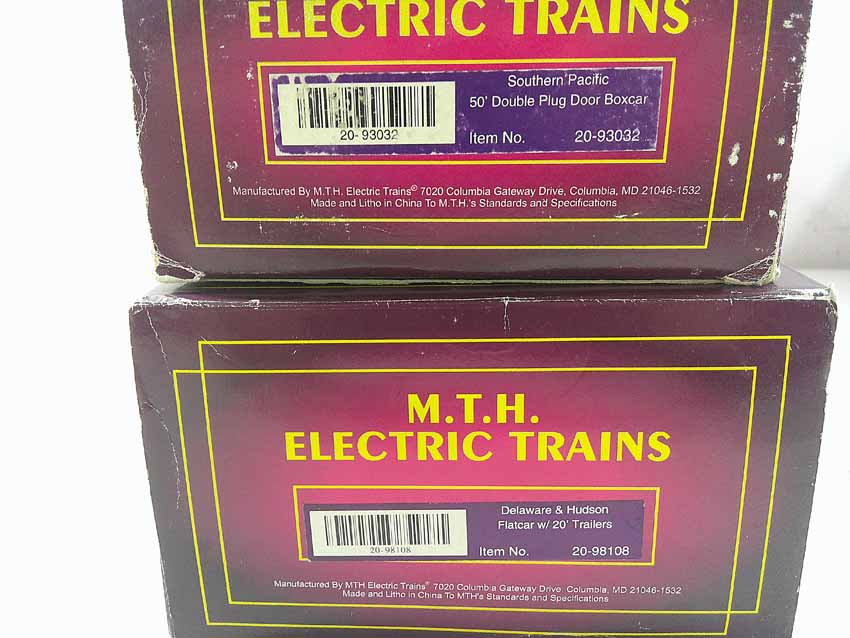 ELECTRIC TRAINS
Southern Pacific
50' Double Plug Door Boxcar
20-93032
Item No. 20-93032
Manufactured By M.T.H. Electric Trains® 7020 Columbia Gateway Drive, Columbia, MD 21046-1532
Made and Litho in China To M.T.H.'s Standards and Specifications
M.T.H.
ELECTRIC TRAINS
Delaware & Hudson
Flatcar w/ 20' Trailers
20-98108
Item No. 20-98108
Manufactured By MTH Electric Trains® 7020 Columbia Gateway Drive, Columbia, MD 21046-1532
Made and Litho in China To MTH's Standards and Specifications